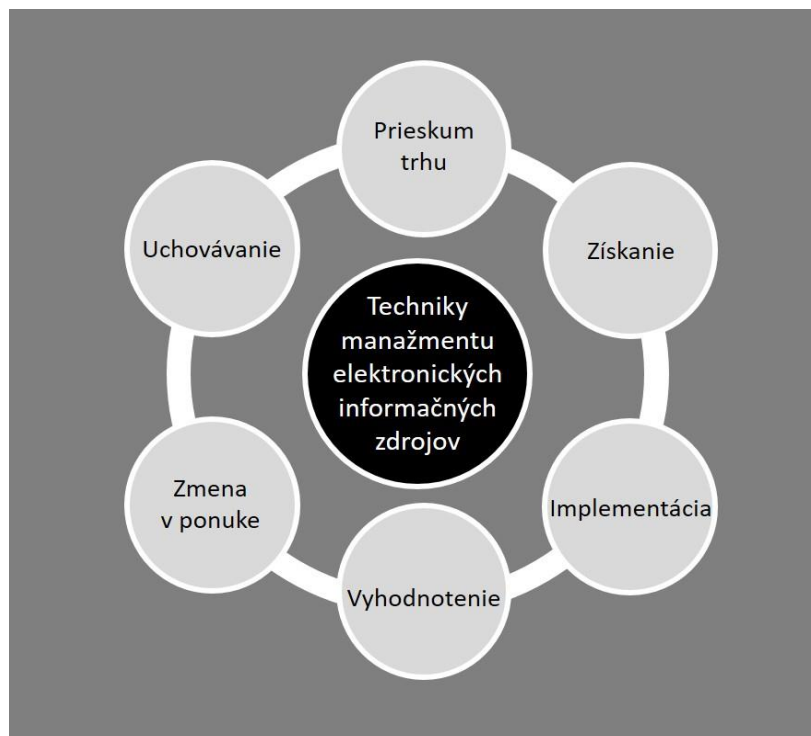 Prieskum
trhu
Získanie
Implementácia
Vyhodnotenie
Zmena
v ponuke
Uchovávanie
Techniky
manažmentu
elektronických
informačných
zdrojov